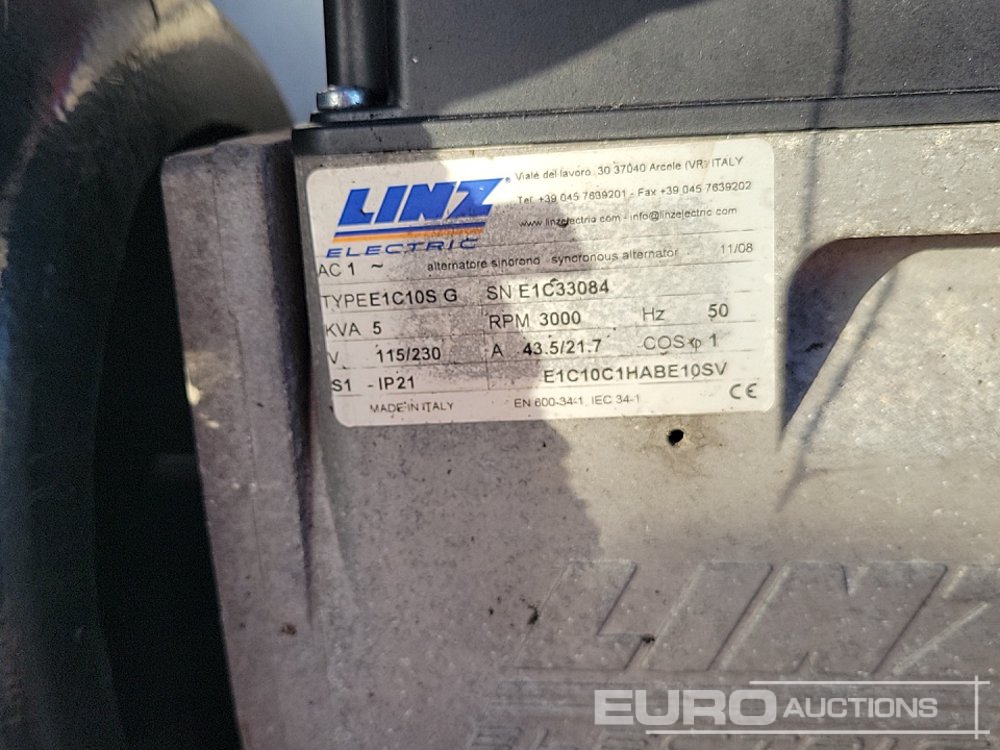 LINZ
ELECTRIC
Viale del lavoro, 30 37040 Arcole (VR) ITALY
Tel. +39 045 7639201 - Fax +39 045 7639202
www.linzelectric.com - info@linzelectric.com
AC 1 ~ alternatore sincrono syncronous alternator 11/08
TYPE E1C10S G SN E1C33084
KVA 5 RPM 3000 Hz 50
V 115/230 A 43.5/21.7 COS φ 1
S1 - IP21 E1C10C1HABE10SV
MADE IN ITALY EN 600-34-1, IEC 34-1 CE
LINZ
EURO AUCTIONS